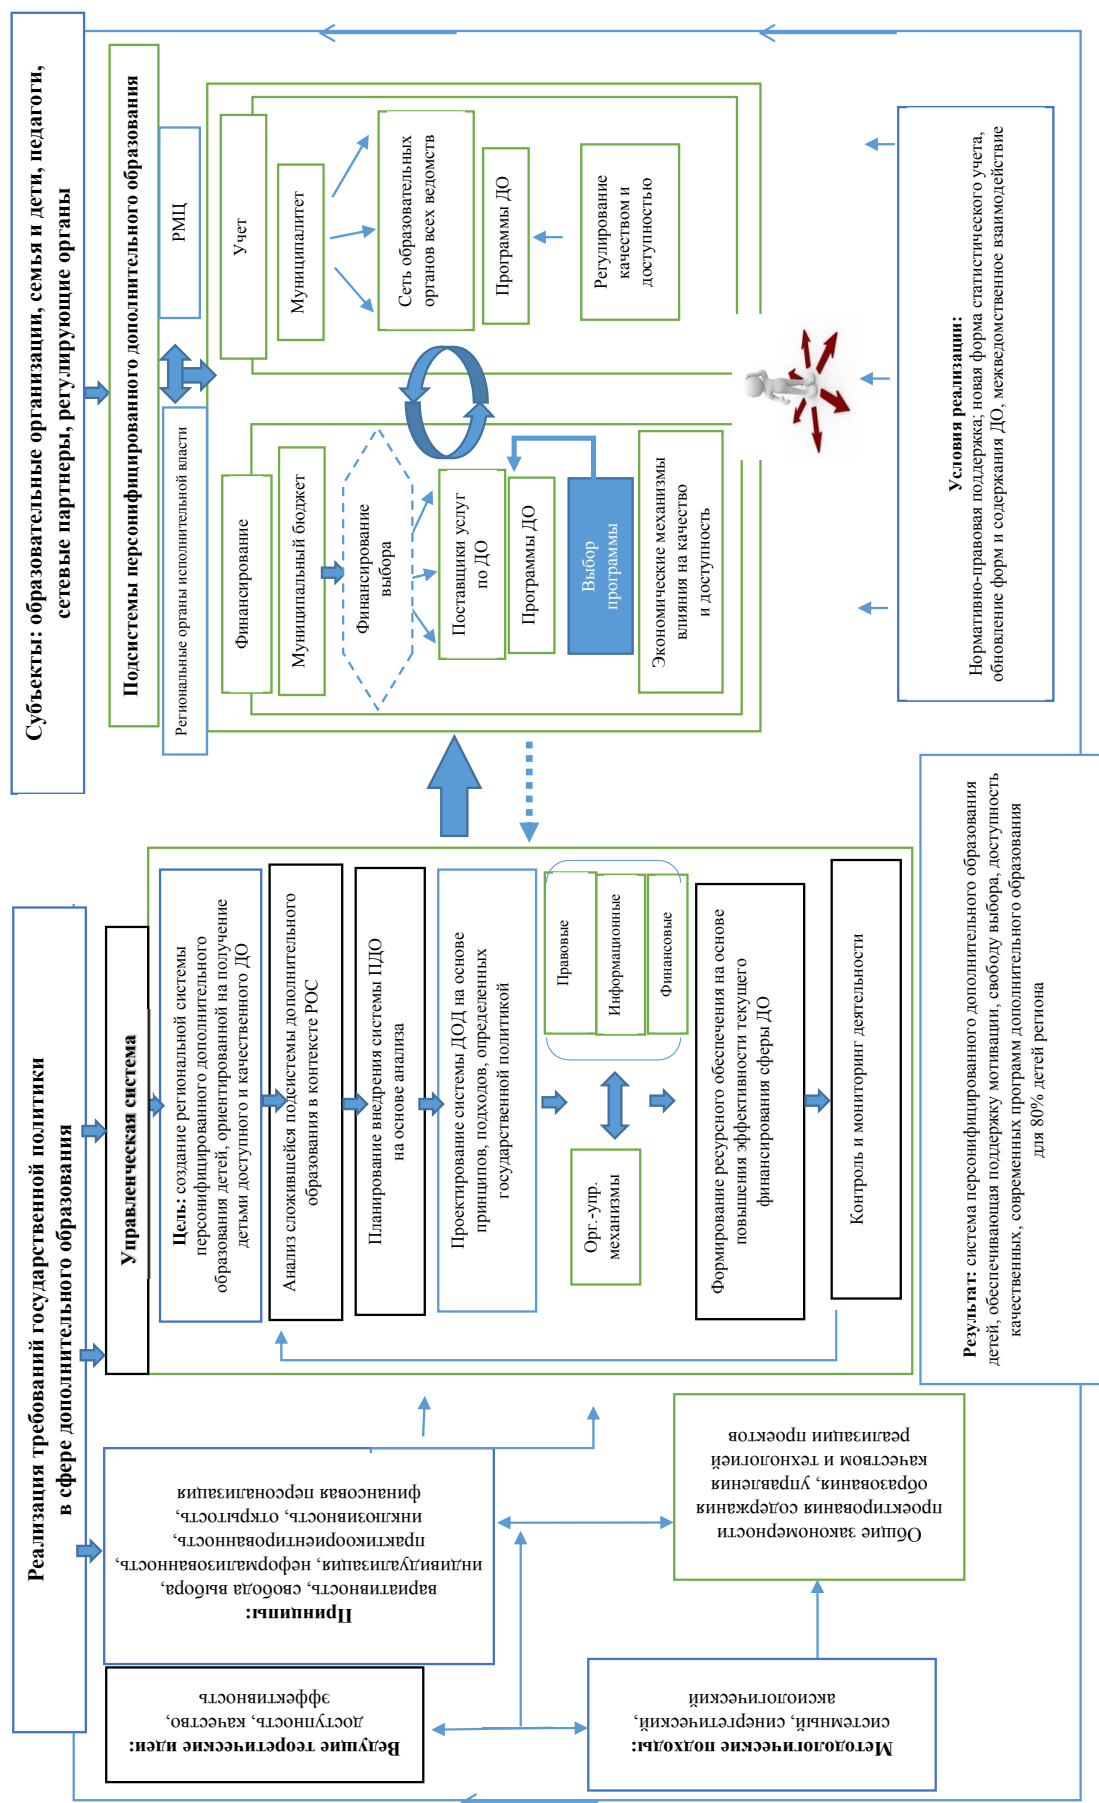 Реализация требований государственной политики
в сфере дополнительного образования
Субъекты: образовательные организации, семья и дети, педагоги,
сетевые партнеры, регулирующие органы
Ведущие теоретические идеи:
доступность, качество,
эффективность
Принципы:
вариативность, свобода выбора,
индивидуализация, неформализованность,
практикоориентированность,
инклюзивность, открытость,
финансовая персонализация
Методологические подходы:
системный, синергетический,
аксиологический
Общие закономерности
проектирования содержания
образования, управления
качеством и технологией
реализации проектов
Управленческая система
Цель: создание региональной системы
персонифицированного дополнительного
образования детей, ориентированной на получение
детьми доступного и качественного ДО
Анализ сложившейся подсистемы дополнительного
образования в контексте РОС
Планирование внедрения системы ПДО
на основе анализа
Проектирование системы ДОД на основе
принципов, подходов, определенных
государственной политикой
Орг.-упр.
механизмы
Правовые
Информационные
Финансовые
Формирование ресурсного обеспечения на основе
повышения эффективности текущего
финансирования сферы ДО
Контроль и мониторинг деятельности
Подсистемы персонифицированного дополнительного образования
Региональные органы исполнительной власти
РМЦ
Финансирование
Муниципальный бюджет
Финансирование
выбора
Поставщики услуг
по ДО
Программы ДО
Выбор
программы
Экономические механизмы
влияния на качество
и доступность
Учет
Муниципалитет
Сеть образовательных
органов всех ведомств
Программы ДО
Регулирование
качеством и
доступностью
Условия реализации:
Нормативно-правовая поддержка, новая форма статистического учета,
обновление форм и содержания ДО, межведомственное взаимодействие
Результат: система персонифицированного дополнительного образования
детей, обеспечивающая поддержку мотивации, свободу выбора, доступность
качественных, современных программ дополнительного образования
для 80% детей региона